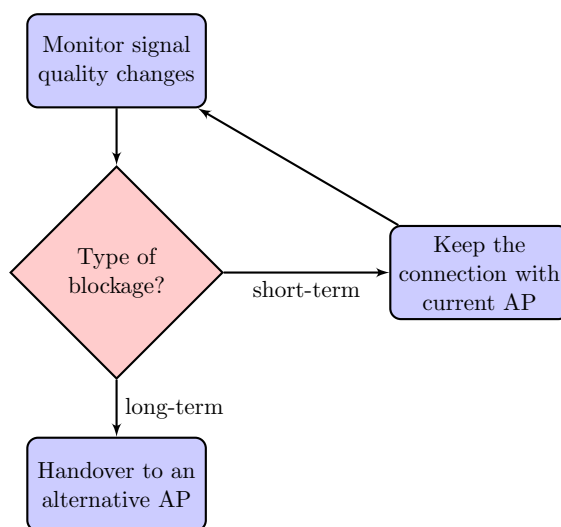 Monitor signal
quality changes
Type of
blockage?
short-term
Keep the
connection with
current AP
long-term
Handover to an
alternative AP